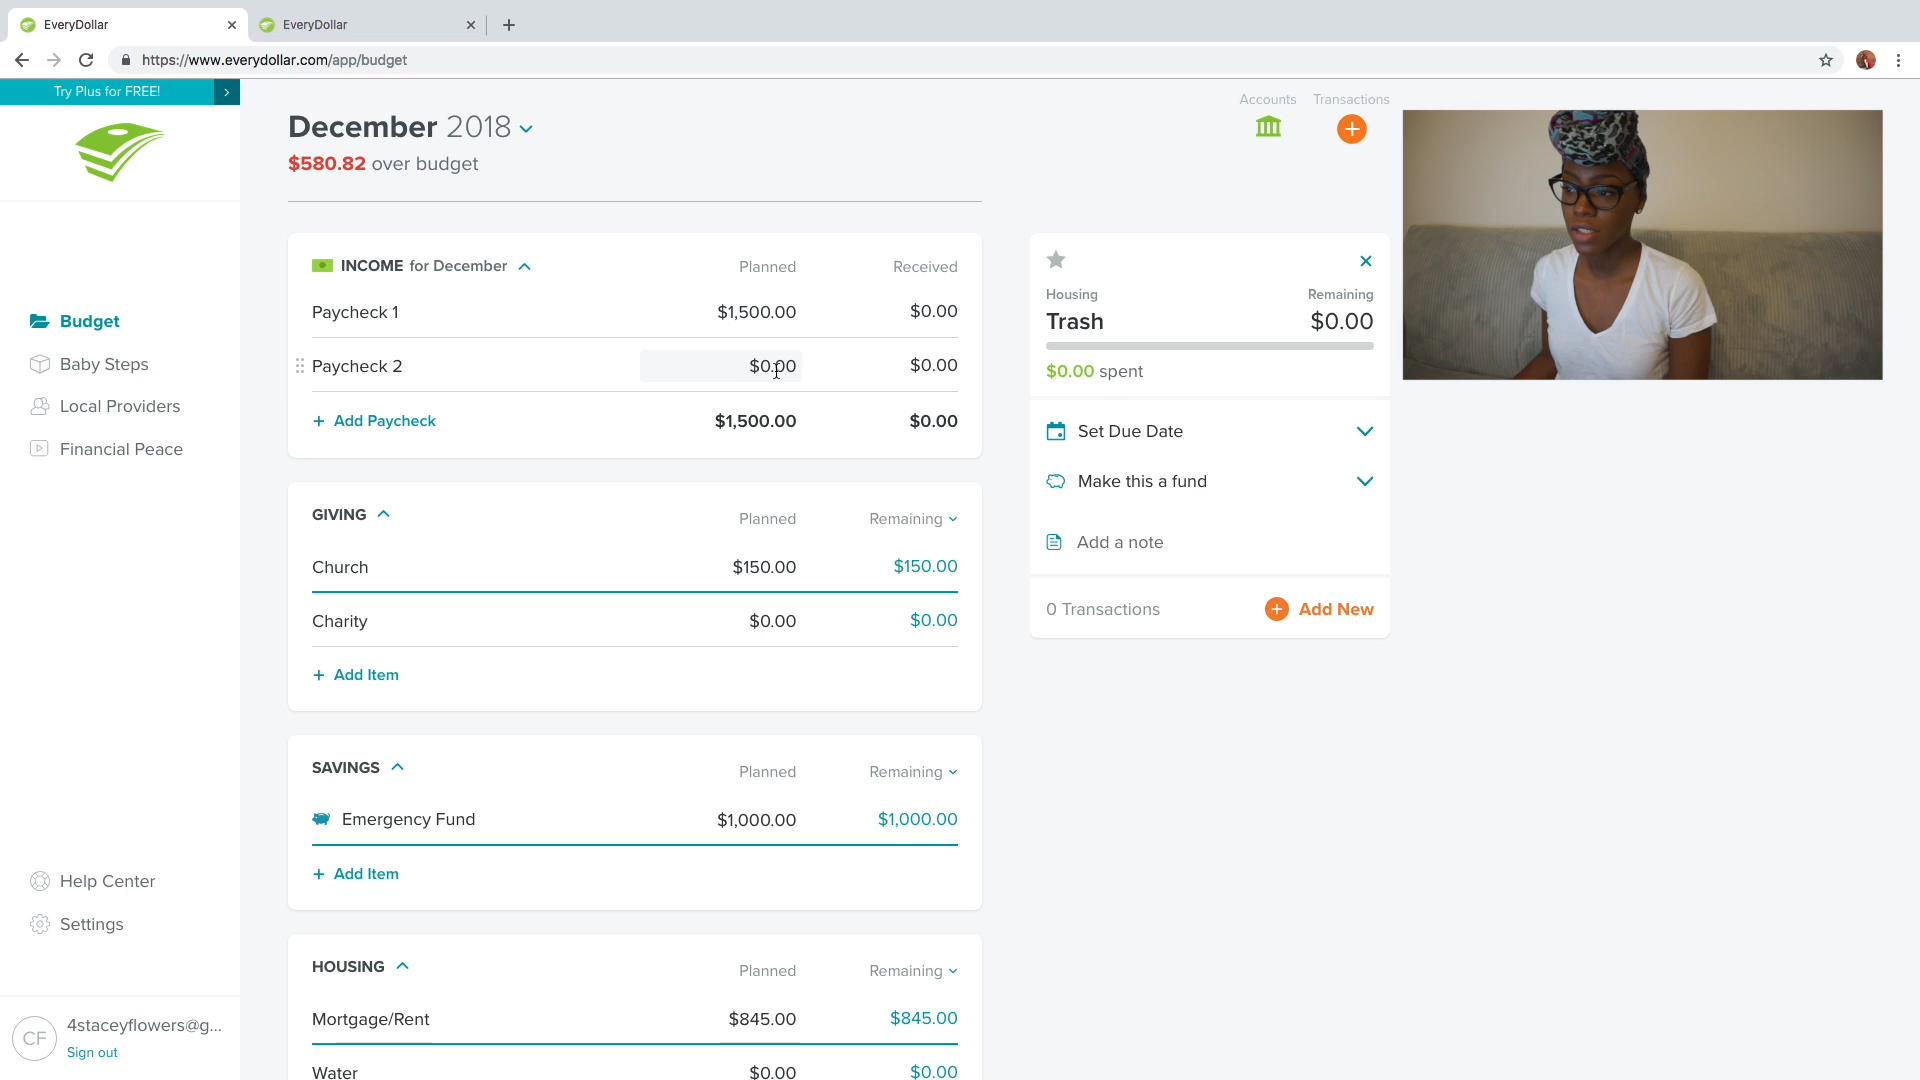 EveryDollar
EveryDollar
https://www.everydollar.com/app/budget
Try Plus for FREE!
Budget
Baby Steps
Local Providers
Financial Peace
Help Center
Settings
CF
4staceyflowers@g...
Sign out
December 2018
$580.82 over budget
Accounts Transactions
INCOME for December Planned Received
Paycheck 1 $1,500.00 $0.00
Paycheck 2 $0.00 $0.00
+ Add Paycheck $1,500.00 $0.00
GIVING Planned Remaining
Church $150.00 $150.00
Charity $0.00 $0.00
+ Add Item
SAVINGS Planned Remaining
Emergency Fund $1,000.00 $1,000.00
+ Add Item
HOUSING Planned Remaining
Mortgage/Rent $845.00 $845.00
Water $0.00 $0.00
Housing Remaining
Trash $0.00
$0.00 spent
Set Due Date
Make this a fund
Add a note
0 Transactions + Add New